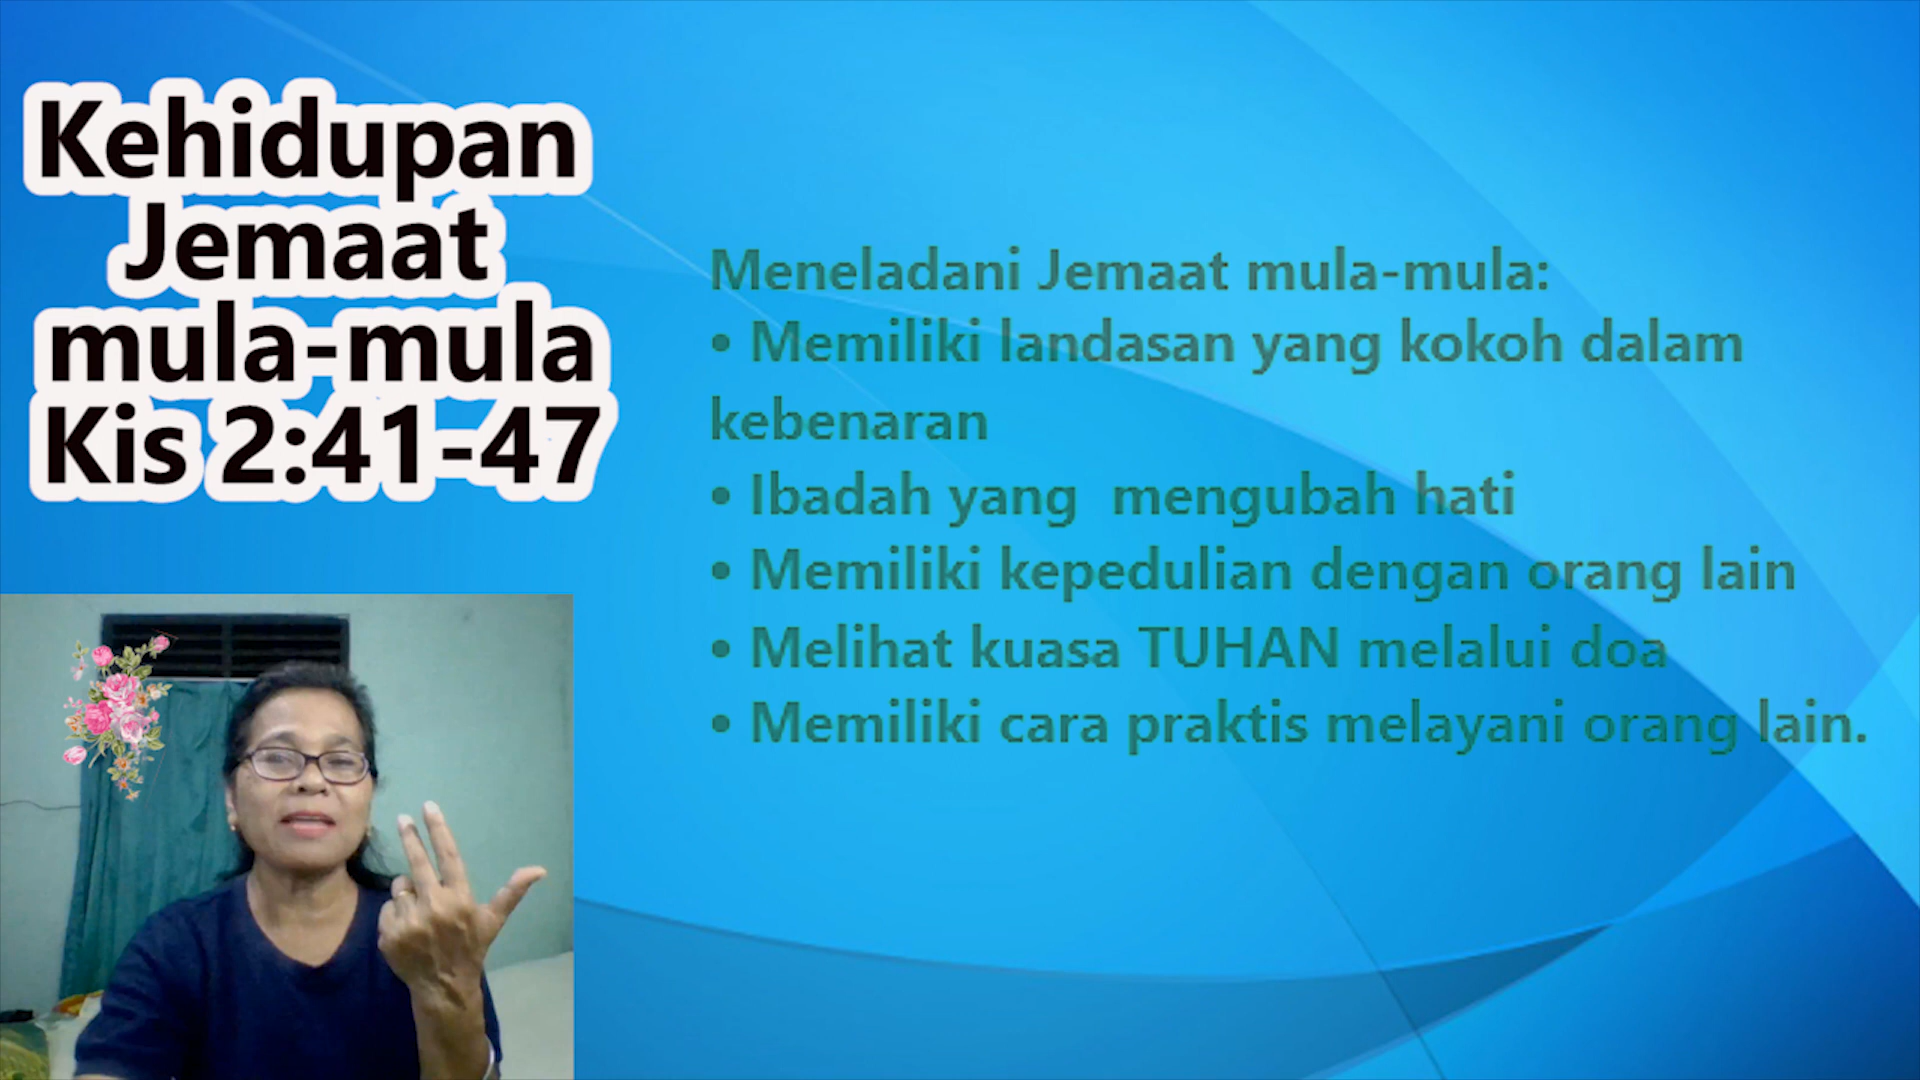 Kehidupan
Jemaat
mula-mula
Kis 2:41-47
Meneladani Jemaat mula-mula:
• Memiliki landasan yang kokoh dalam
kebenaran
• Ibadah yang  mengubah hati
• Memiliki kepedulian dengan orang lain
• Melihat kuasa TUHAN melalui doa
• Memiliki cara praktis melayani orang lain.